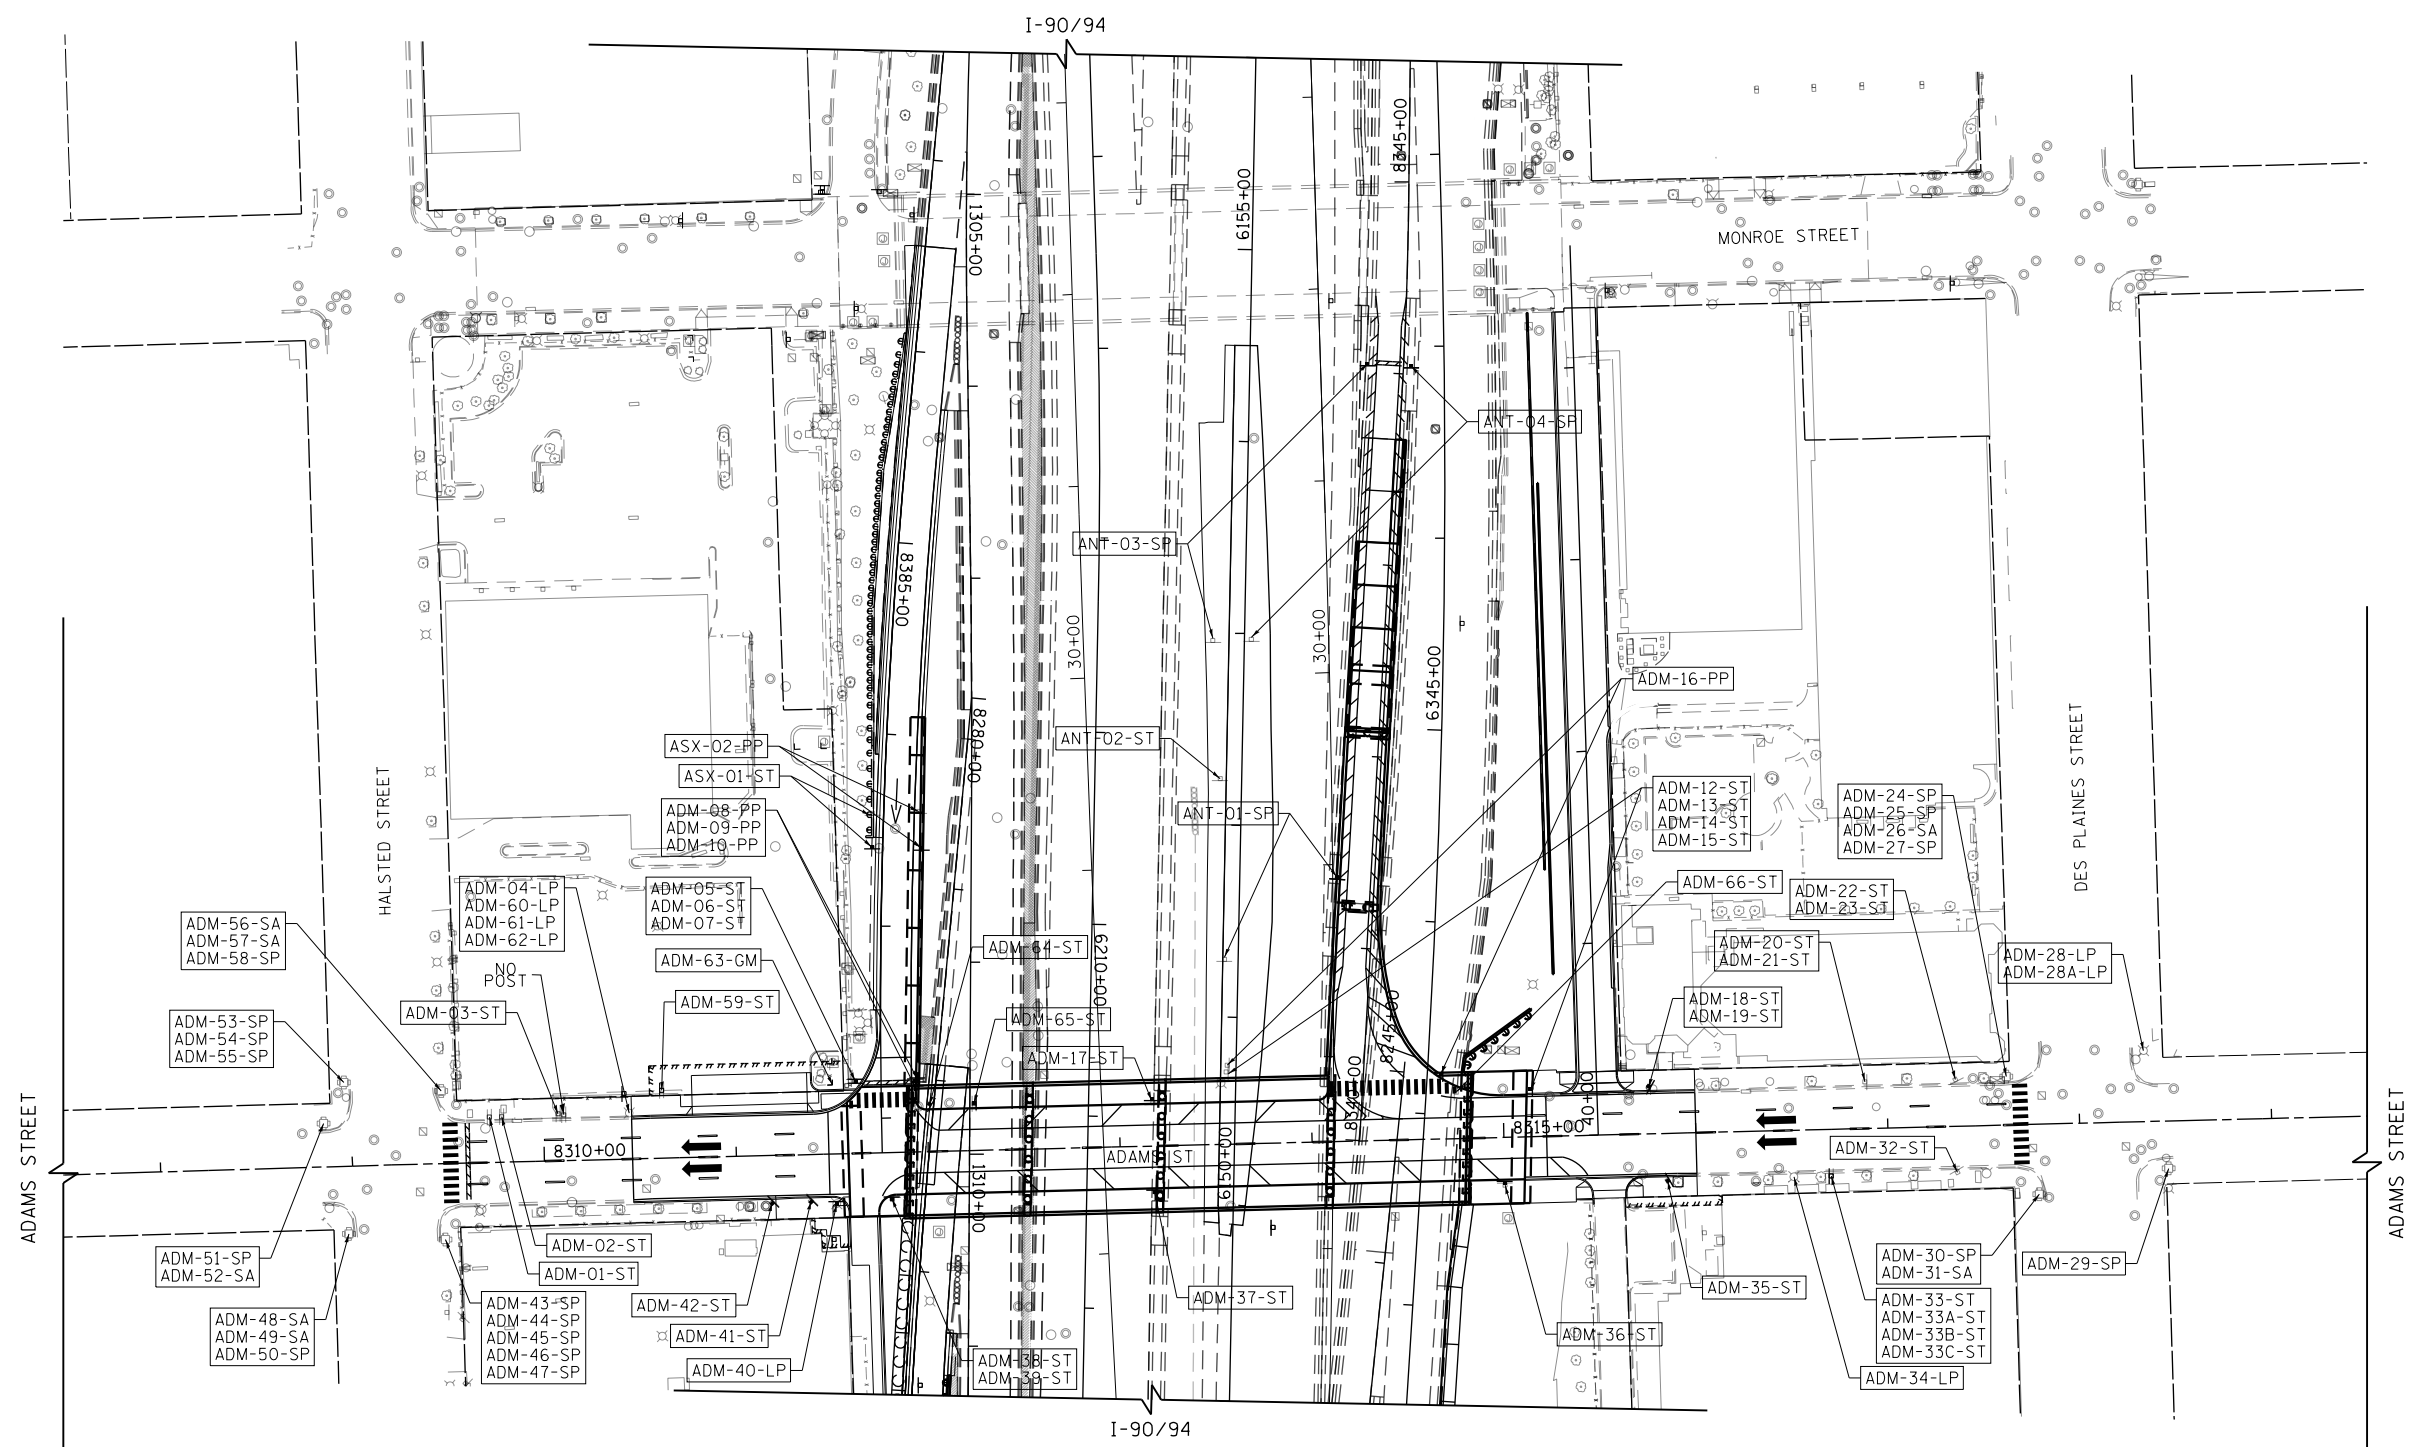 I-90/94
MONROE STREET
1305+00
6155+00
8345+00
ANT-04-SP
ANT-03-SP
8385+00
30+00
30+00
6345+00
ADM-16-PP
8280+00
ANT-02-ST
ASX-02-PP
ASX-01-ST
ADM-08-PP
ADM-09-PP
ADM-10-PP
ANT-01-SP
ADM-12-ST
ADM-13-ST
ADM-14-ST
ADM-15-ST
ADM-24-SP
ADM-25-SP
ADM-26-SA
ADM-27-SP
HALSTED STREET
DES PLAINES STREET
ADM-04-LP
ADM-60-LP
ADM-61-LP
ADM-62-LP
ADM-05-ST
ADM-06-ST
ADM-07-ST
ADM-66-ST
ADM-22-ST
ADM-23-ST
ADM-56-SA
ADM-57-SA
ADM-58-SP
NO
POST
ADM-63-GM
ADM-64-ST
6210+00
ADM-20-ST
ADM-21-ST
ADM-28-LP
ADM-28A-LP
ADM-03-ST
ADM-59-ST
ADM-65-ST
8245+00
ADM-18-ST
ADM-19-ST
ADM-53-SP
ADM-54-SP
ADM-55-SP
ADM-17-ST
8340+00
40+00
ADAMS STREET
ADAMS STREET
8310+00
ADAMS ST
8315+00
ADM-32-ST
1310+00
6150+00
ADM-51-SP
ADM-52-SA
ADM-02-ST
ADM-01-ST
ADM-30-SP
ADM-31-SA
ADM-29-SP
ADM-48-SA
ADM-49-SA
ADM-50-SP
ADM-43-SP
ADM-44-SP
ADM-45-SP
ADM-46-SP
ADM-47-SP
ADM-42-ST
ADM-41-ST
ADM-40-LP
ADM-37-ST
ADM-35-ST
ADM-33-ST
ADM-33A-ST
ADM-33B-ST
ADM-33C-ST
ADM-38-ST
ADM-39-ST
ADM-36-ST
ADM-34-LP
I-90/94